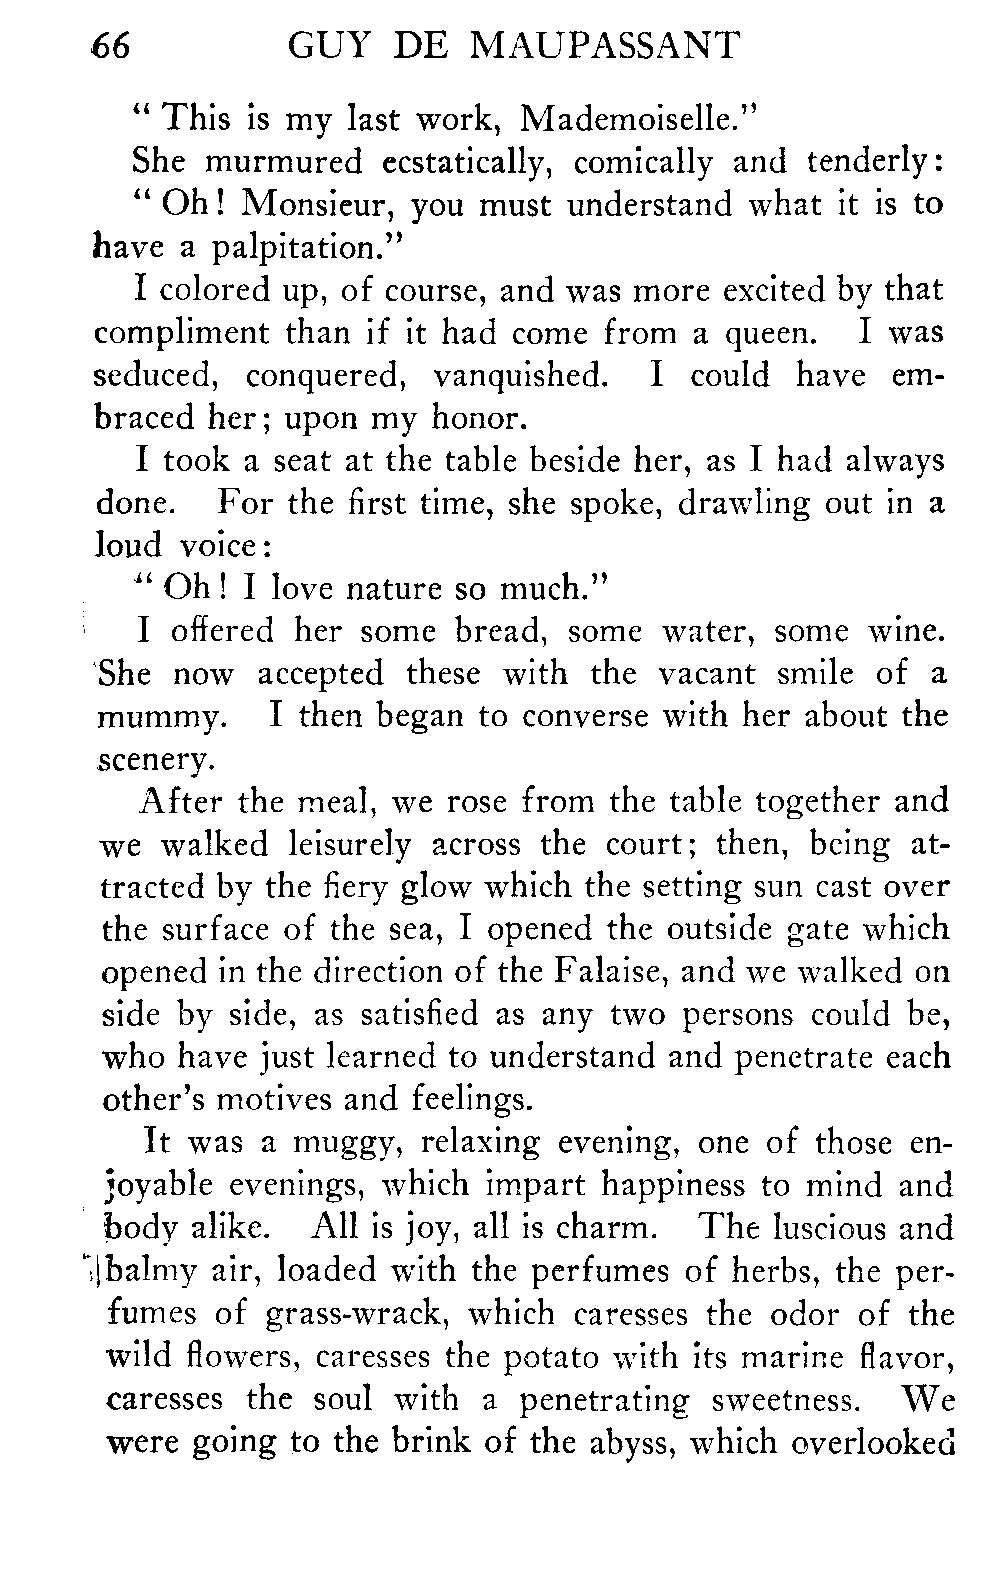 66 GUY DE MAUPASSANT
“ This is my last work, Mademoiselle.”
She murmured ecstatically, comically and tenderly:
“ Oh! Monsieur, you must understand what it is to
have a palpitation.”
I colored up, of course, and was more excited by that
compliment than if it had come from a queen. I was
seduced, conquered, vanquished. I could have em-
braced her; upon my honor.
I took a seat at the table beside her, as I had always
done. For the first time, she spoke, drawling out in a
loud voice:
“ Oh! I love nature so much.”
I offered her some bread, some water, some wine.
She now accepted these with the vacant smile of a
mummy. I then began to converse with her about the
scenery.
After the meal, we rose from the table together and
we walked leisurely across the court; then, being at-
tracted by the fiery glow which the setting sun cast over
the surface of the sea, I opened the outside gate which
opened in the direction of the Falaise, and we walked on
side by side, as satisfied as any two persons could be,
who have just learned to understand and penetrate each
other’s motives and feelings.
It was a muggy, relaxing evening, one of those en-
joyable evenings, which impart happiness to mind and
body alike. All is joy, all is charm. The luscious and
balmy air, loaded with the perfumes of herbs, the per-
fumes of grass-wrack, which caresses the odor of the
wild flowers, caresses the potato with its marine flavor,
caresses the soul with a penetrating sweetness. We
were going to the brink of the abyss, which overlooked